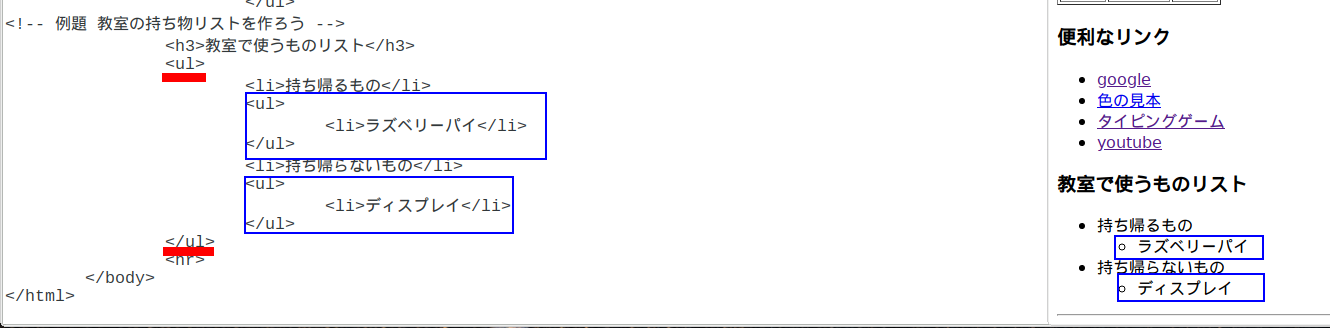 </ul>
<!-- 例題 教室の持ち物リストを作ろう -->
<h3>教室で使うものリスト</h3>
<ul>
<li>持ち帰るもの</li>
<ul>
<li>ラズベリーパイ</li>
</ul>
<li>持ち帰らないもの</li>
<ul>
<li>ディスプレイ</li>
</ul>
</ul>
<hr>
</body>
</html>
便利なリンク
google
色の見本
タイピングゲーム
youtube
教室で使うものリスト
持ち帰るもの
ラズベリーパイ
持ち帰らないもの
ディスプレイ